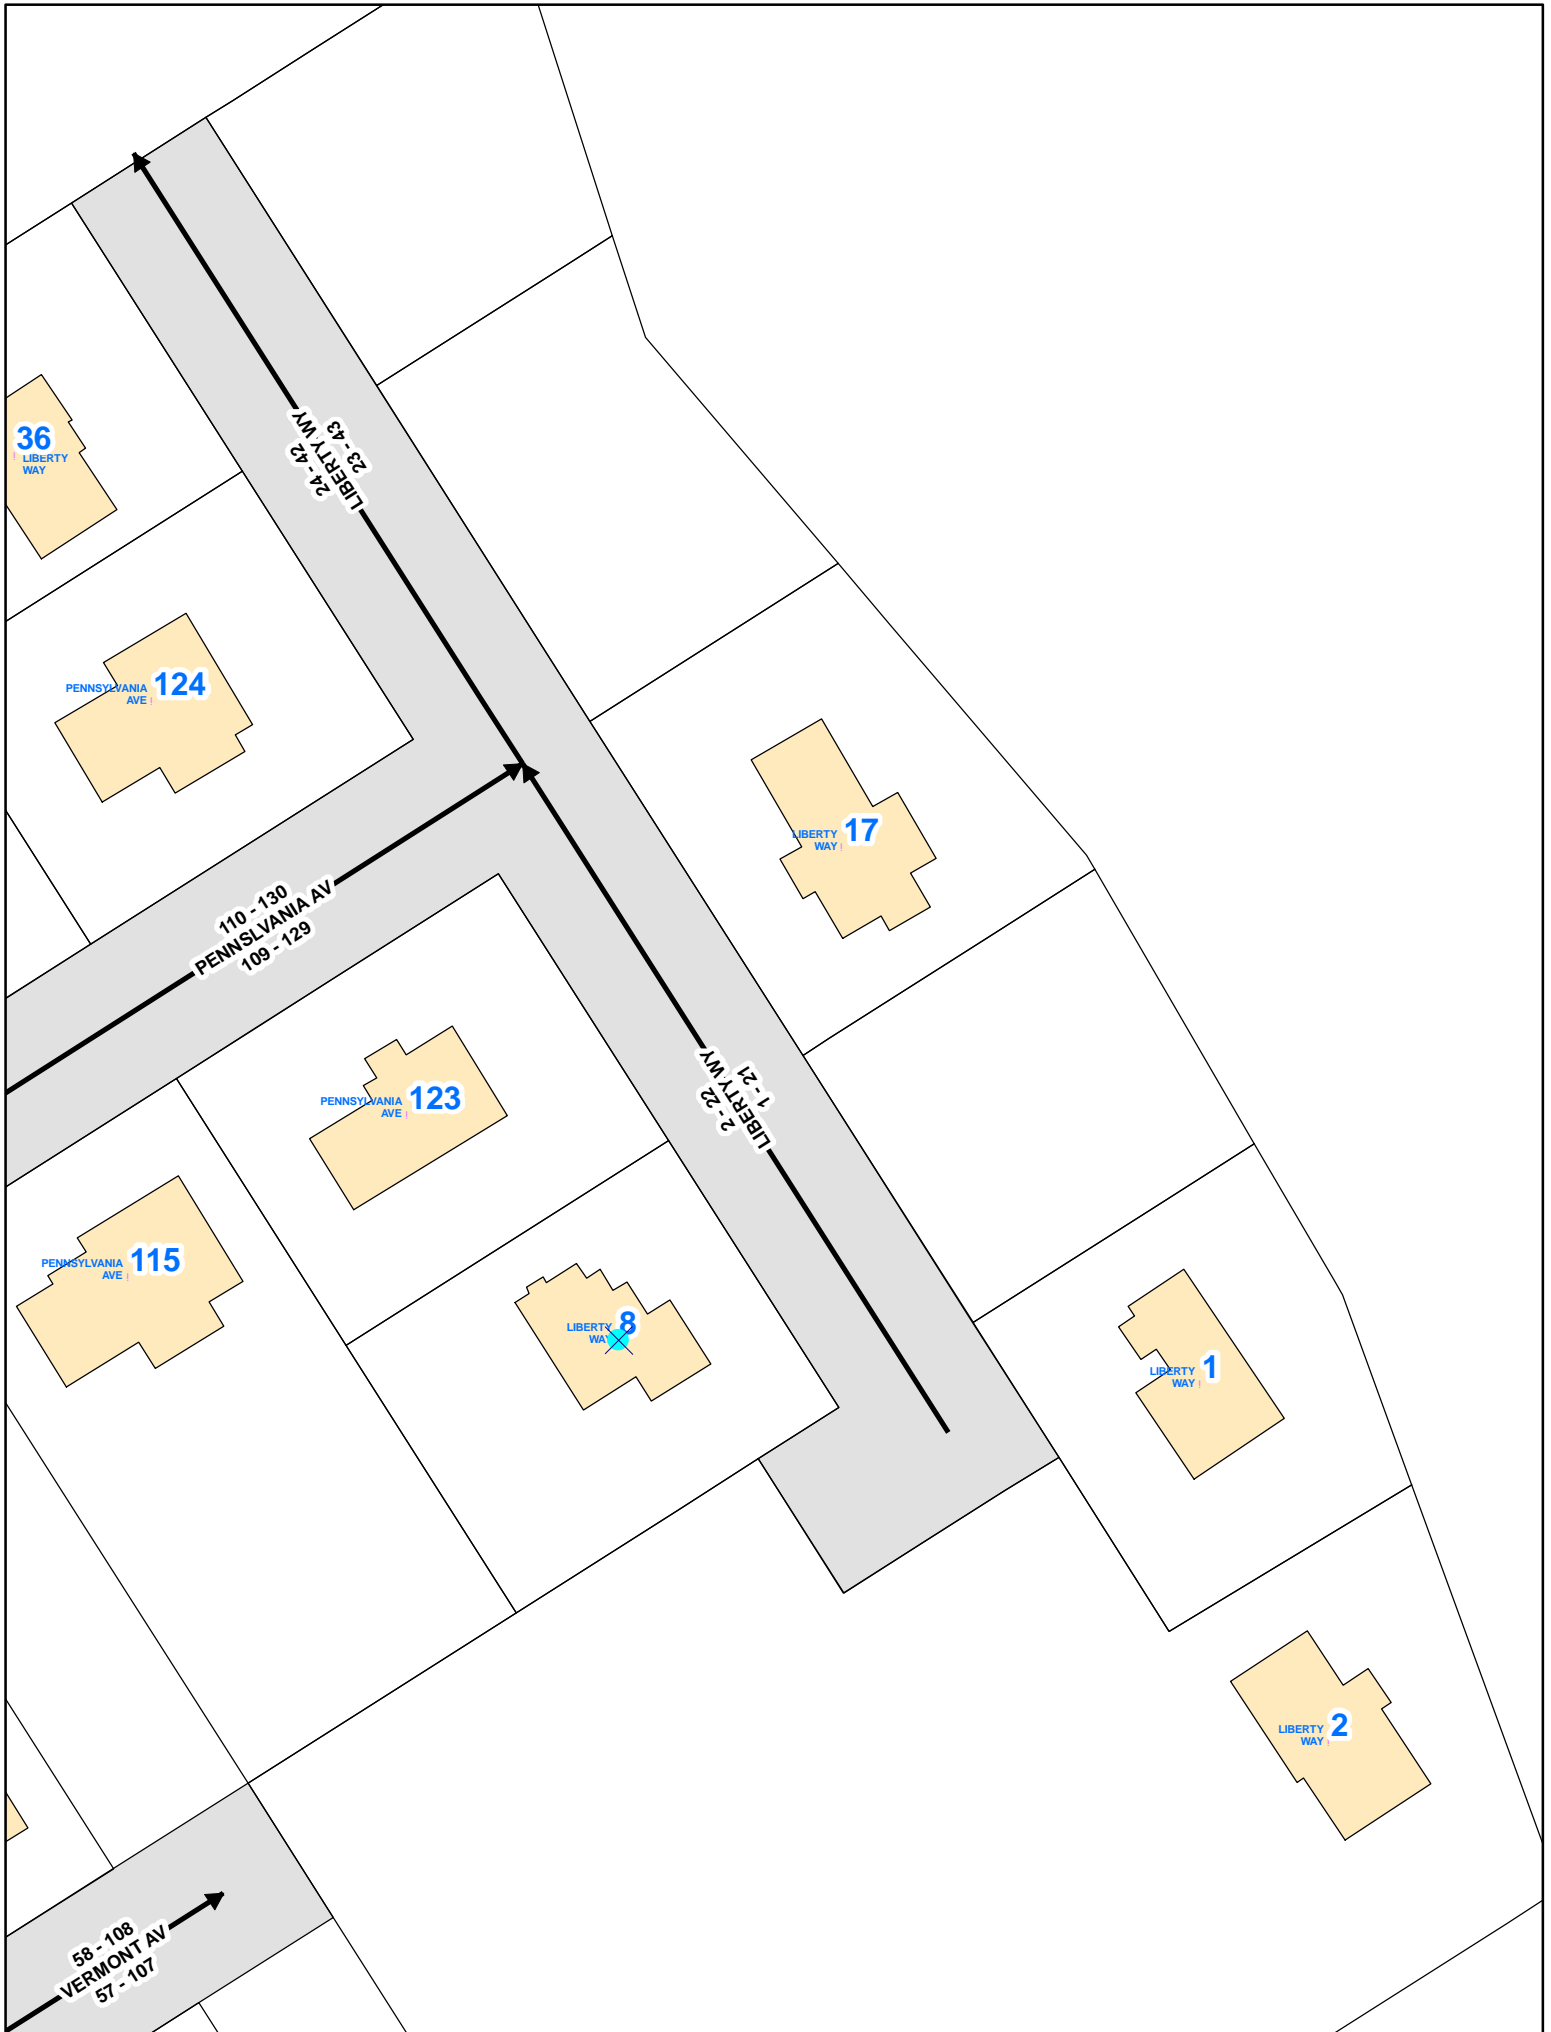 24 - 42
LIBERTY WY
23 - 43
36
LIBERTY
WAY
PENNSYLVANIA
AVE
124
LIBERTY
WAY
17
110 - 130
PENNSLVANIA AV
109 - 129
2 - 22
LIBERTY WY
1 - 21
PENNSYLVANIA
AVE
123
PENNSYLVANIA
AVE
115
LIBERTY
WAY
8
LIBERTY
WAY
1
LIBERTY
WAY
2
58 - 108
VERMONT AV
57 - 107